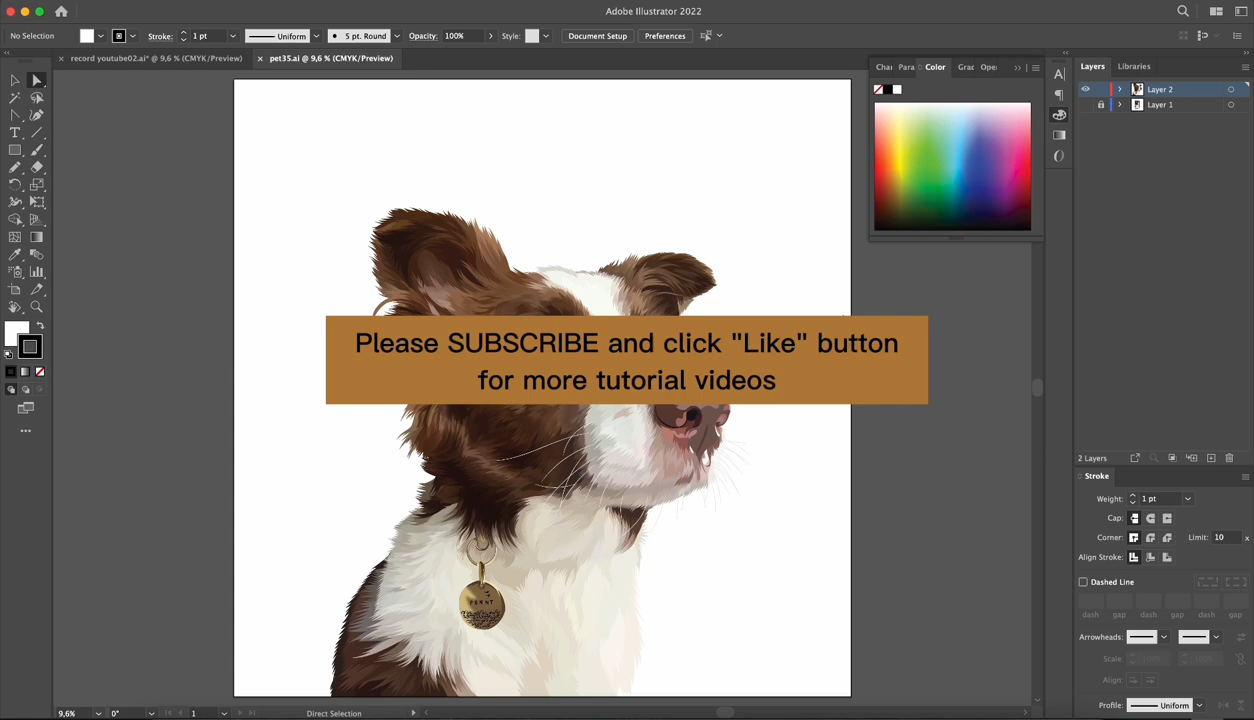 Adobe Illustrator 2022
No Selection
Stroke:
1 pt
Uniform
5 pt. Round
Opacity:
100%
Style:
Document Setup
Preferences
record youtube02.ai* @ 9,6 % (CMYK/Preview)
pet35.ai @ 9,6 % (CMYK/Preview)
Char
Para
Color
Grac
Ope
Layers
Libraries
Layer 2
Layer 1
Please SUBSCRIBE and click "Like" button
for more tutorial videos
2 Layers
Stroke
Weight:
1 pt
Cap:
Corner:
Limit:
10
x
Align Stroke:
Dashed Line
dash
gap
dash
gap
dash
gap
Arrowheads:
Scale:
Align:
Profile:
Uniform
9,6%
0°
1
Direct Selection